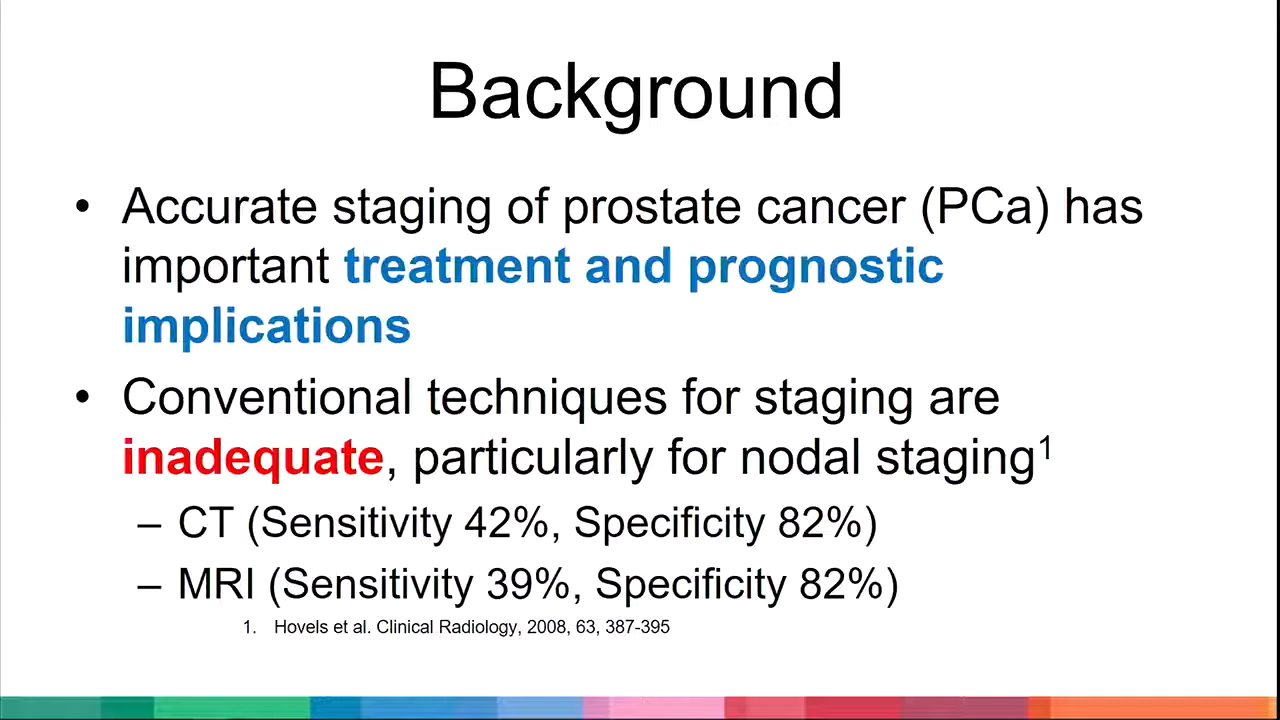 Background
• Accurate staging of prostate cancer (PCa) has
important treatment and prognostic
implications
• Conventional techniques for staging are
inadequate, particularly for nodal staging1
– CT (Sensitivity 42%, Specificity 82%)
– MRI (Sensitivity 39%, Specificity 82%)
1. Hovels et al. Clinical Radiology, 2008, 63, 387-395